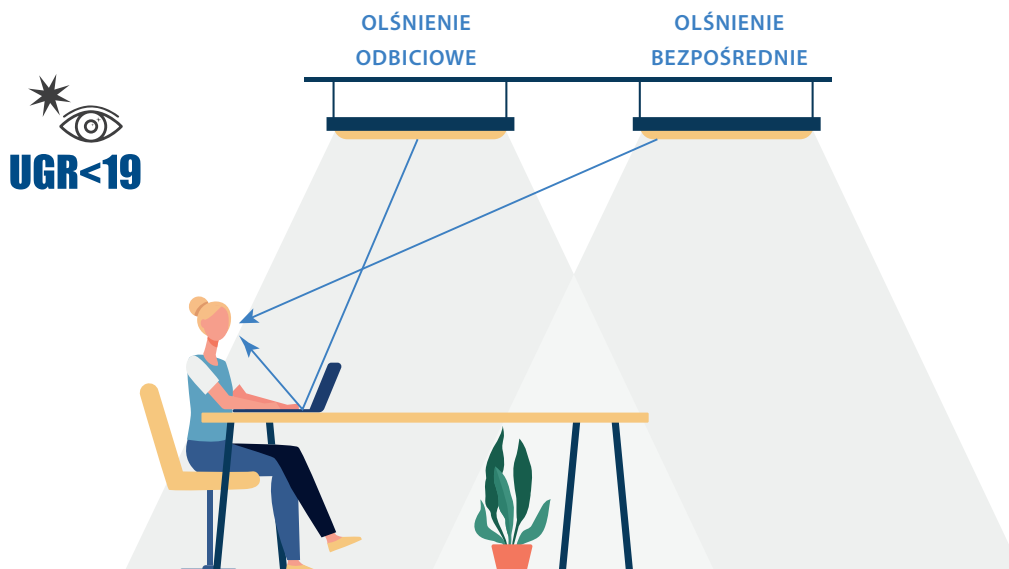 OLŚNIENIE
ODBICIOWE
OLŚNIENIE
BEZPOŚREDNIE
UGR<19